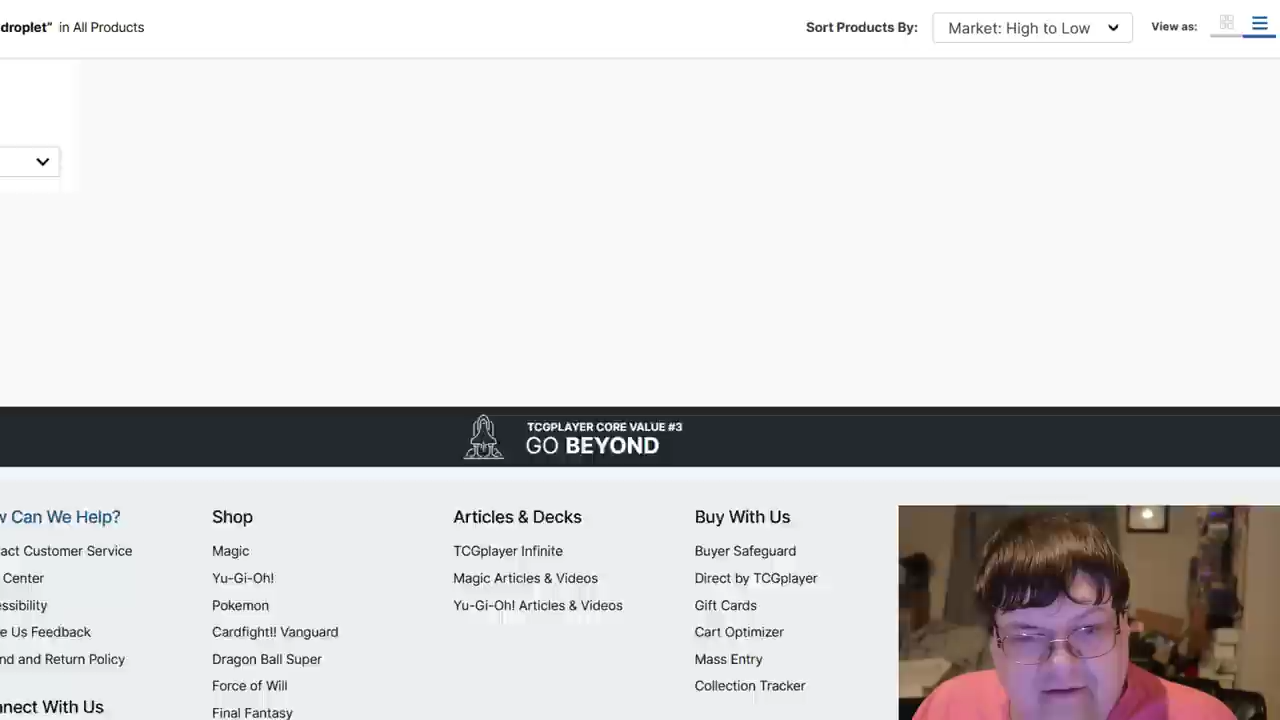 droplet” in All Products
Sort Products By: Market: High to Low View as:
TCGPLAYER CORE VALUE #3
GO BEYOND
w Can We Help?
act Customer Service
Center
ssibility
e Us Feedback
nd and Return Policy
nnect With Us
Shop
Magic
Yu-Gi-Oh!
Pokemon
Cardfight!! Vanguard
Dragon Ball Super
Force of Will
Final Fantasy
Articles & Decks
TCGplayer Infinite
Magic Articles & Videos
Yu-Gi-Oh! Articles & Videos
Buy With Us
Buyer Safeguard
Direct by TCGplayer
Gift Cards
Cart Optimizer
Mass Entry
Collection Tracker